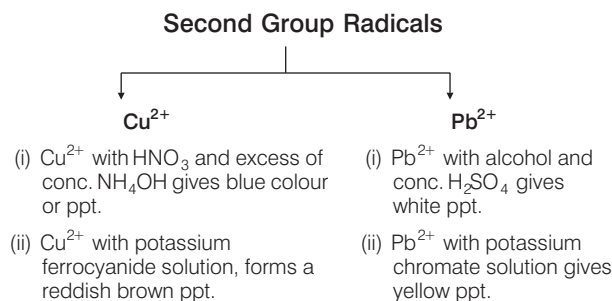 Second Group Radicals
Cu²⁺
(i) Cu²⁺ with HNO₃ and excess of
conc. NH₄OH gives blue colour
or ppt.
(ii) Cu²⁺ with potassium
ferrocyanide solution, forms a
reddish brown ppt.
Pb²⁺
(i) Pb²⁺ with alcohol and
conc. H₂SO₄ gives
white ppt.
(ii) Pb²⁺ with potassium
chromate solution gives
yellow ppt.